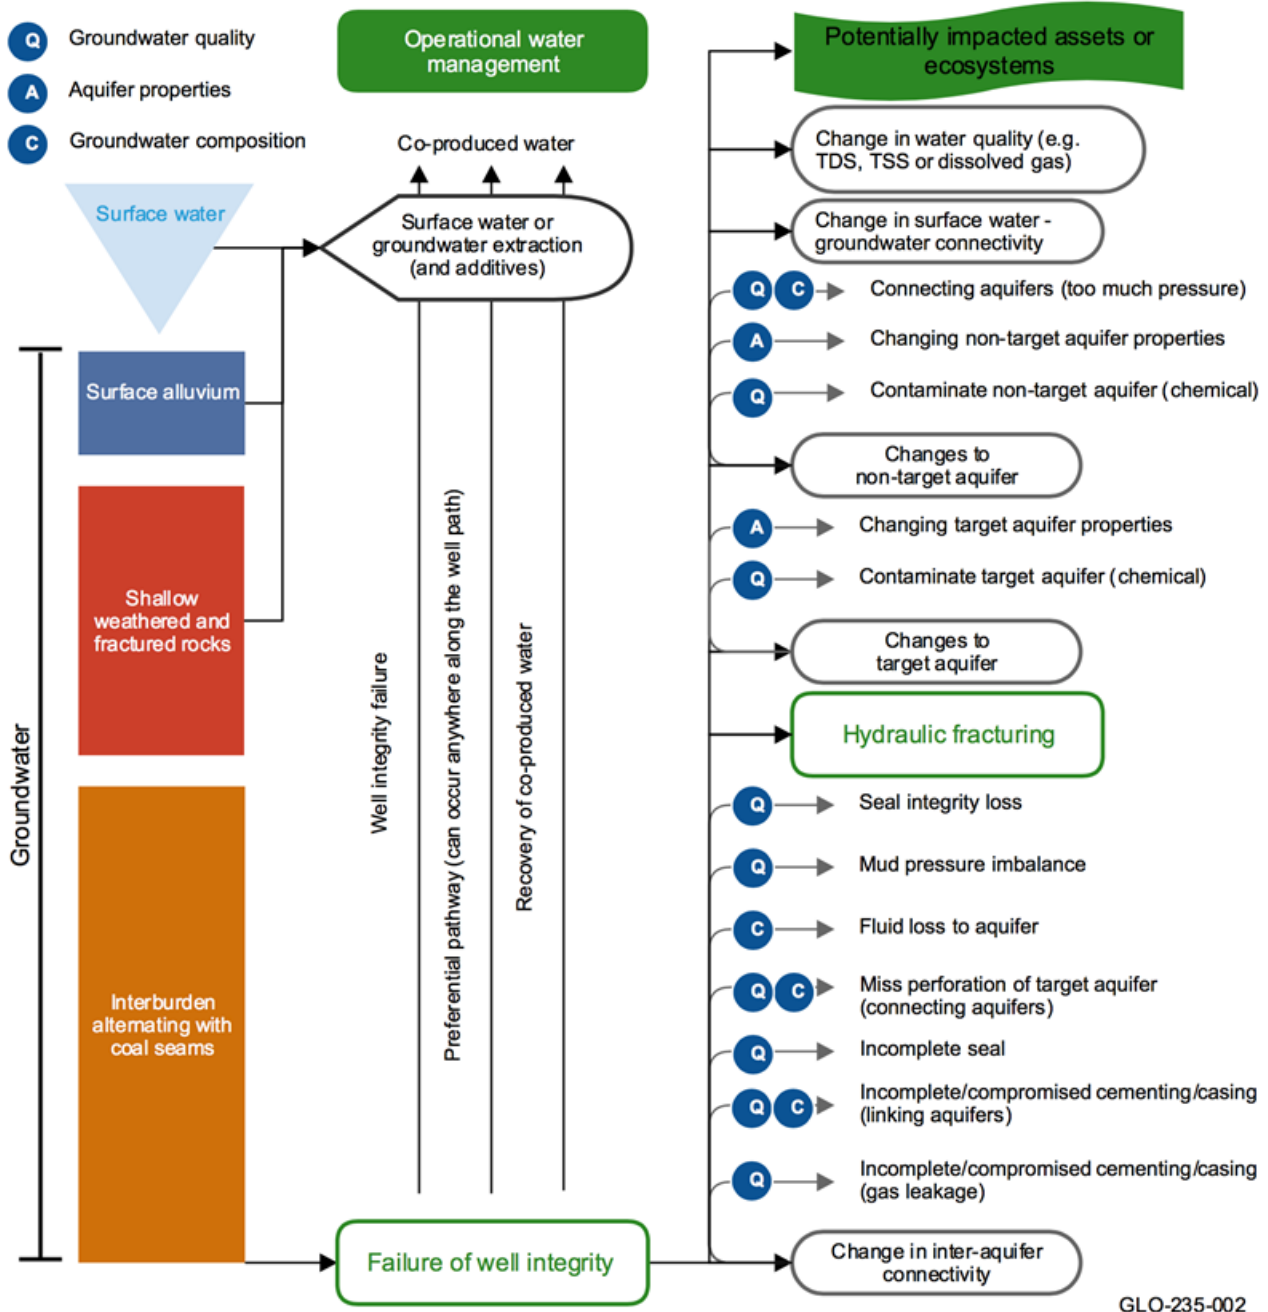 Q Groundwater quality
A Aquifer properties
C Groundwater composition
Surface water
Groundwater
Surface alluvium
Shallow
weathered and
fractured rocks
Interburden
alternating with
coal seams
Operational water
management
Co-produced water
Surface water or
groundwater extraction
(and additives)
Well integrity failure
Preferential pathway (can occur anywhere along the well path)
Recovery of co-produced water
Failure of well integrity
Potentially impacted assets or
ecosystems
Change in water quality (e.g.
TDS, TSS or dissolved gas)
Change in surface water -
groundwater connectivity
Q C Connecting aquifers (too much pressure)
A Changing non-target aquifer properties
Q Contaminate non-target aquifer (chemical)
Changes to
non-target aquifer
A Changing target aquifer properties
Q Contaminate target aquifer (chemical)
Changes to
target aquifer
Hydraulic fracturing
Q Seal integrity loss
Q Mud pressure imbalance
C Fluid loss to aquifer
Q C Miss perforation of target aquifer
(connecting aquifers)
Q Incomplete seal
Q C Incomplete/compromised cementing/casing
(linking aquifers)
Q Incomplete/compromised cementing/casing
(gas leakage)
Change in inter-aquifer
connectivity
GLO-235-002